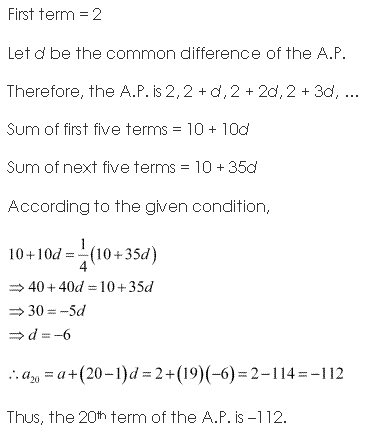 First term = 2
Let d be the common difference of the A.P.
Therefore, the A.P. is 2, 2 + d, 2 + 2d, 2 + 3d, …
Sum of first five terms = 10 + 10d
Sum of next five terms = 10 + 35d
According to the given condition,
10+10d = 1/4 (10+35d)
⇒ 40+40d = 10+35d
⇒ 30 = −5d
⇒ d = −6
∴ a₂₀ = a+(20−1)d = 2+(19)(−6) = 2−114 = −112
Thus, the 20th term of the A.P. is –112.